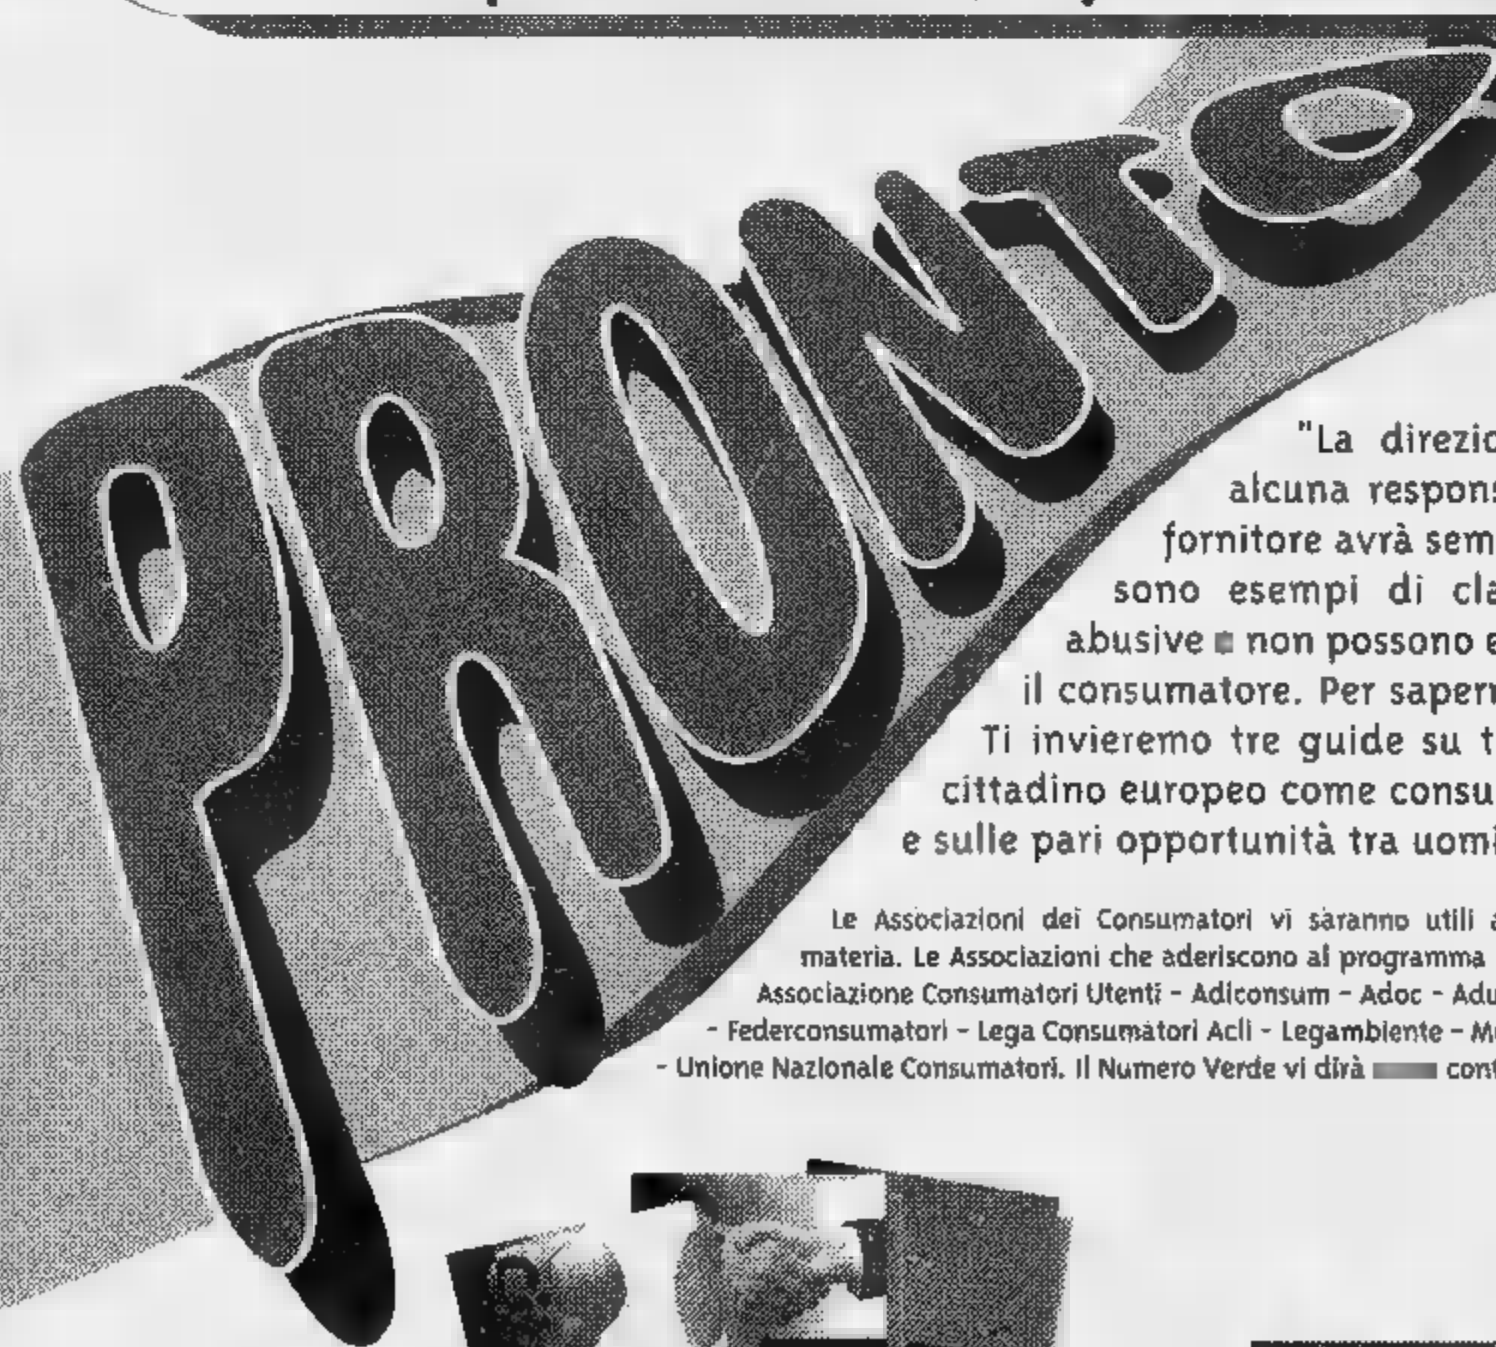 PRONTO
"La direzio
alcuna respons
fornitore avrà sem
sono esempi di cla
abusive non possono e
il consumatore. Per sapern
Ti invieremo tre guide su t
cittadino europeo come consu
e sulle pari opportunità tra uomi
Le Associazioni dei Consumatori vi saranno utili a
materia. Le Associazioni che aderiscono al programma
Associazione Consumatori Utenti - Adiconsum - Adoc - Adu
- Federconsumatori - Lega Consumatori Acli - Legambiente - Mo
- Unione Nazionale Consumatori. Il Numero Verde vi dirà cont